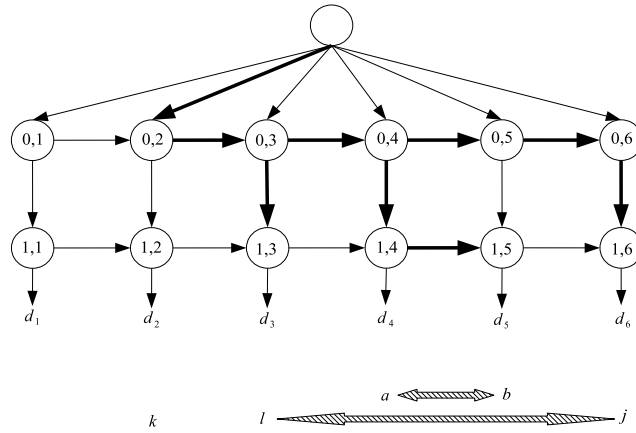 0,1 0,2 0,3 0,4 0,5 0,6
1,1 1,2 1,3 1,4 1,5 1,6
d1 d2 d3 d4 d5 d6
a b
k l j